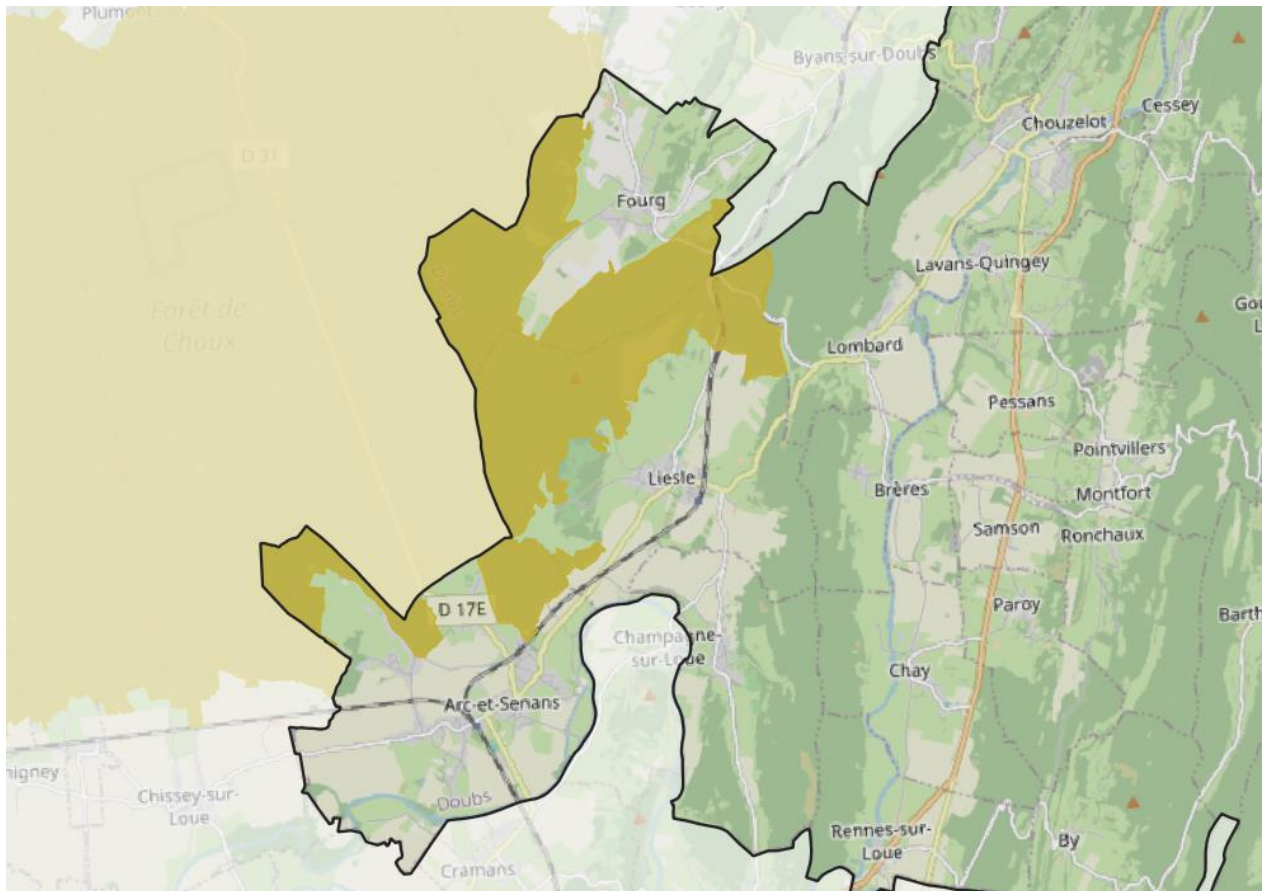 Plumont
Byans-sur-Doubs
Cessey
Chouzelot
D 31
Fourg
Lavans-Quingey
Doubs
Forêt de
Chaux
Lombard
Pessans
Pointvillers
Liesle
Brères
Montfort
Samson
Ronchaux
D 17E
Paroy
Champagne-
sur-Loue
Chay
Arc-et-Senans
Chissey-sur-
Loue
Doubs
Rennes-sur-
Loue
By
Cramans